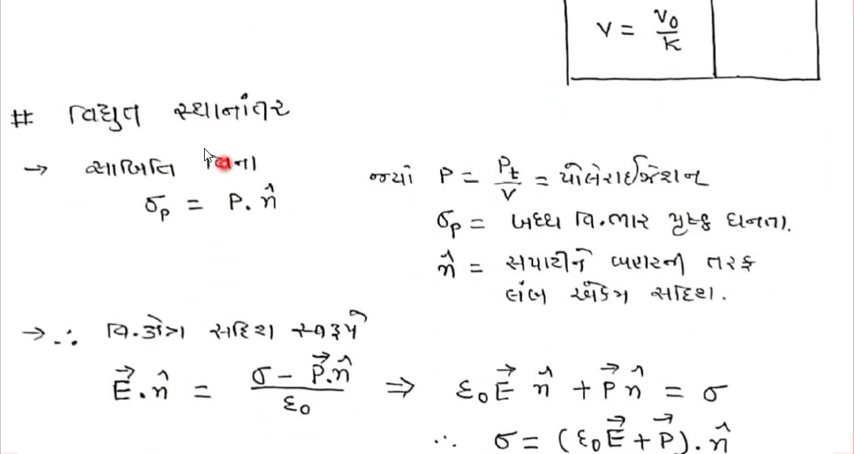 V = V₀/K
# વિદ્યુત સ્થાનાંતર
→ સાબિતિ વિના
σₚ = P. n̂
જ્યાં P = Pₜ/V = પોલેરાઈઝેશન
σₚ = બધ્ધ વિ.ભાર પૃષ્ઠ ઘનતા.
n̂ = સપાટીને બહારની તરફ
લંબ એકમ સદિશ.
→ ∴ વિ.ક્ષેત્ર સદિશ સ્વરૂપે
E⃗ . n̂ = (σ − P⃗.n̂)/ε₀ ⇒ ε₀E⃗ n̂ + P⃗ n̂ = σ
∴ σ = (ε₀E⃗ + P⃗). n̂